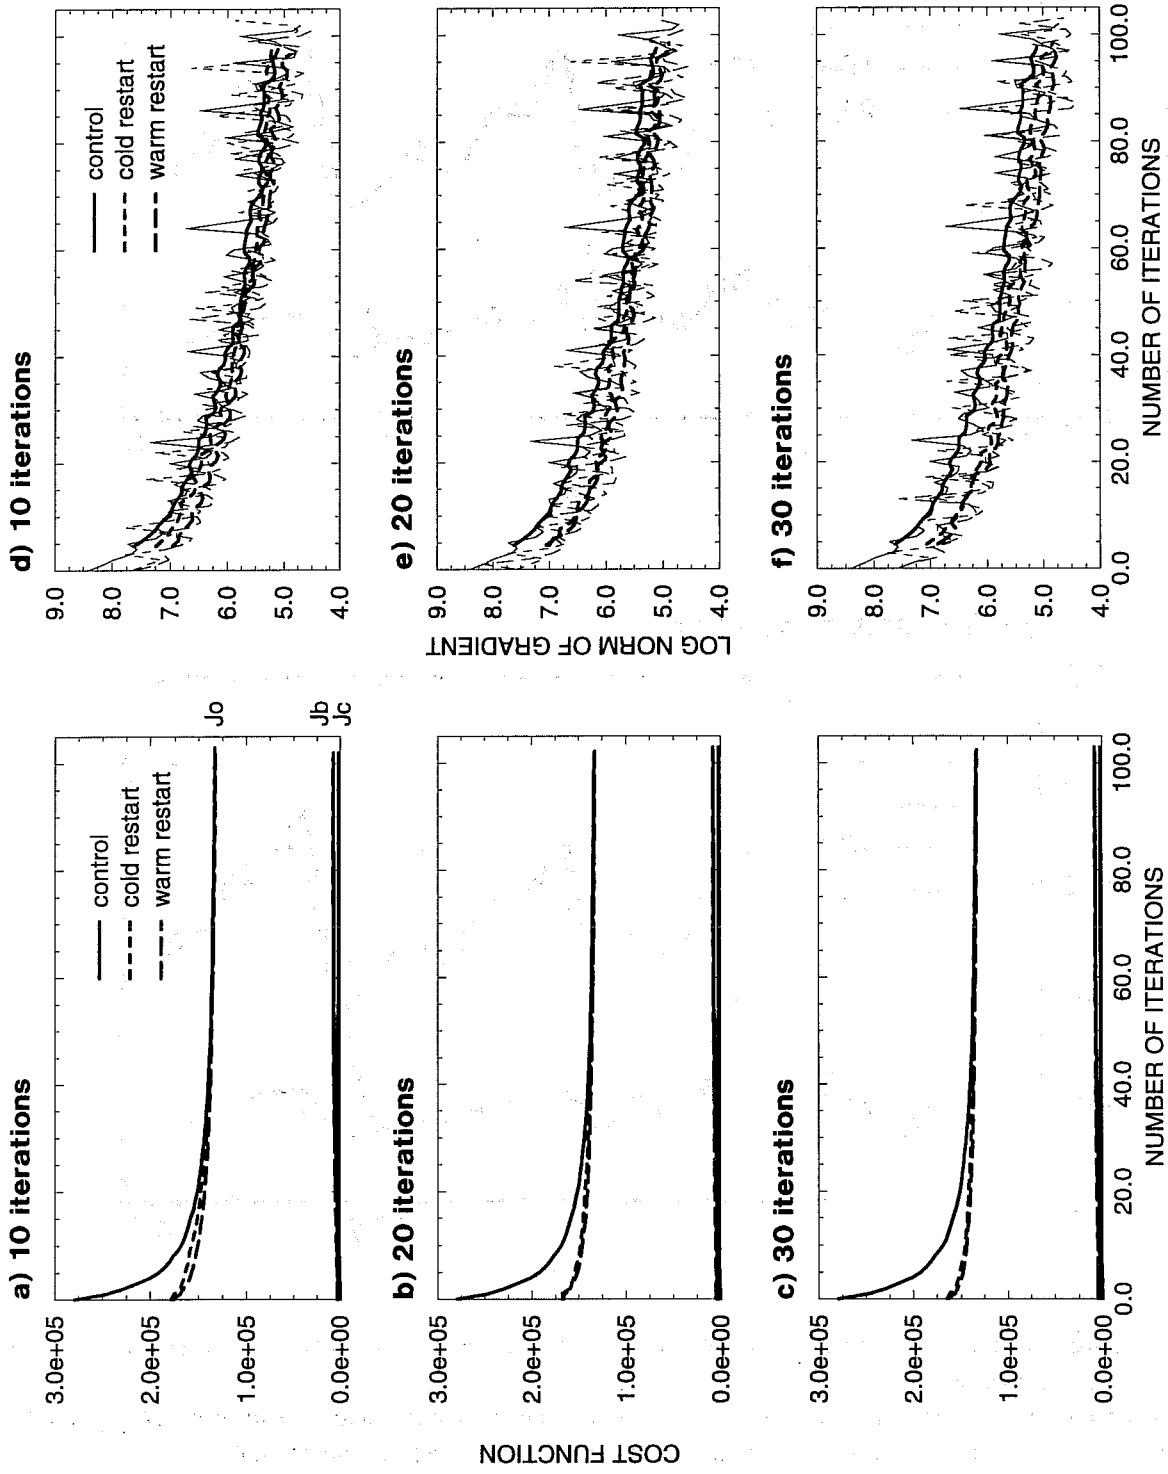 a) 10 iterations
3.0e+05
2.0e+05
1.0e+05
0.0e+00
control
cold restart
warm restart
Jo
Jb
Jc
b) 20 iterations
3.0e+05
2.0e+05
1.0e+05
0.0e+00
COST FUNCTION
c) 30 iterations
3.0e+05
2.0e+05
1.0e+05
0.0e+00
0.0
20.0
40.0
60.0
80.0
100.0
NUMBER OF ITERATIONS
d) 10 iterations
9.0
8.0
7.0
6.0
5.0
4.0
control
cold restart
warm restart
e) 20 iterations
9.0
8.0
7.0
6.0
5.0
4.0
LOG NORM OF GRADIENT
f) 30 iterations
9.0
8.0
7.0
6.0
5.0
4.0
0.0
20.0
40.0
60.0
80.0
100.0
NUMBER OF ITERATIONS